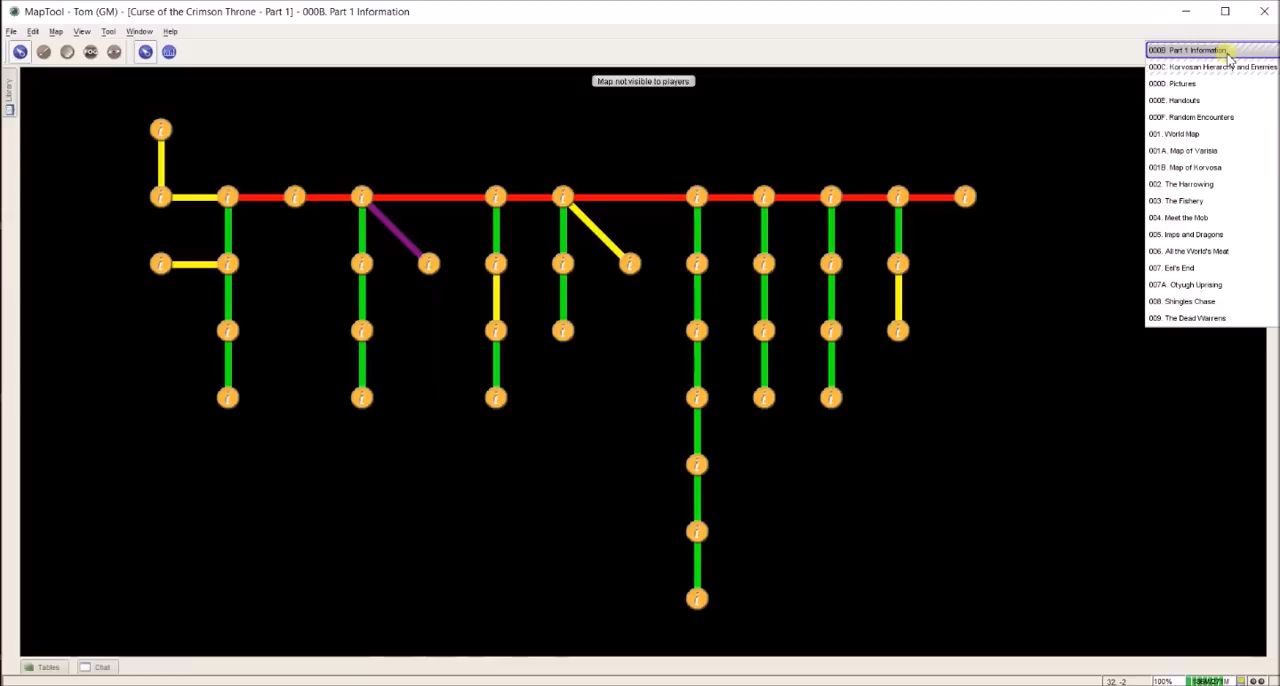 MapTool - Tom (GM) - [Curse of the Crimson Throne - Part 1] - 000B. Part 1 Information
File Edit Map View Tool Window Help
FOG
Map not visible to players
Library
000B. Part 1 Information
000C. Korvosan Hierarchy and Enemies
000D. Pictures
000E. Handouts
000F. Random Encounters
001. World Map
001A. Map of Varisia
001B. Map of Korvosa
002. The Harrowing
003. The Fishery
004. Meet the Mob
005. Imps and Dragons
006. All the World's Meat
007. Eel's End
007A. Otyugh Uprising
008. Shingles Chase
009. The Dead Warrens
i
i i i i i i i i i i i
i i i i i i i i i i i
i i i i i i i i
i i i i i i
i
i
i
Tables Chat
32, -2 100%